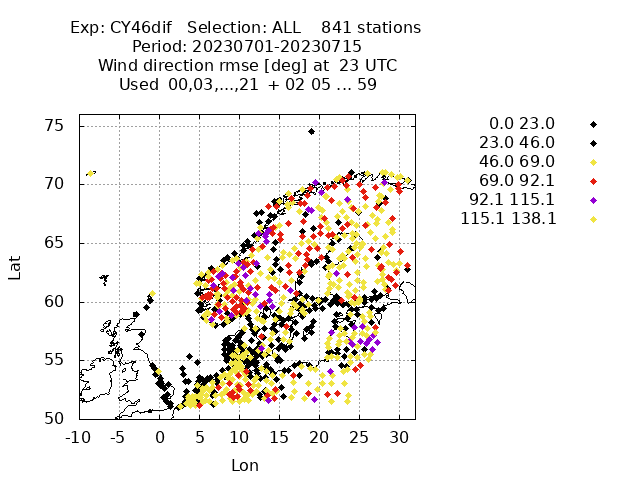 Exp: CY46dif   Selection: ALL    841 stations
Period: 20230701-20230715
Wind direction rmse [deg] at  23 UTC
Used  00,03,...,21  + 02 05 ... 59
0.0 23.0
23.0 46.0
46.0 69.0
69.0 92.1
92.1 115.1
115.1 138.1
75
70
65
60
55
50
Lat
-10 -5 0 5 10 15 20 25 30
Lon